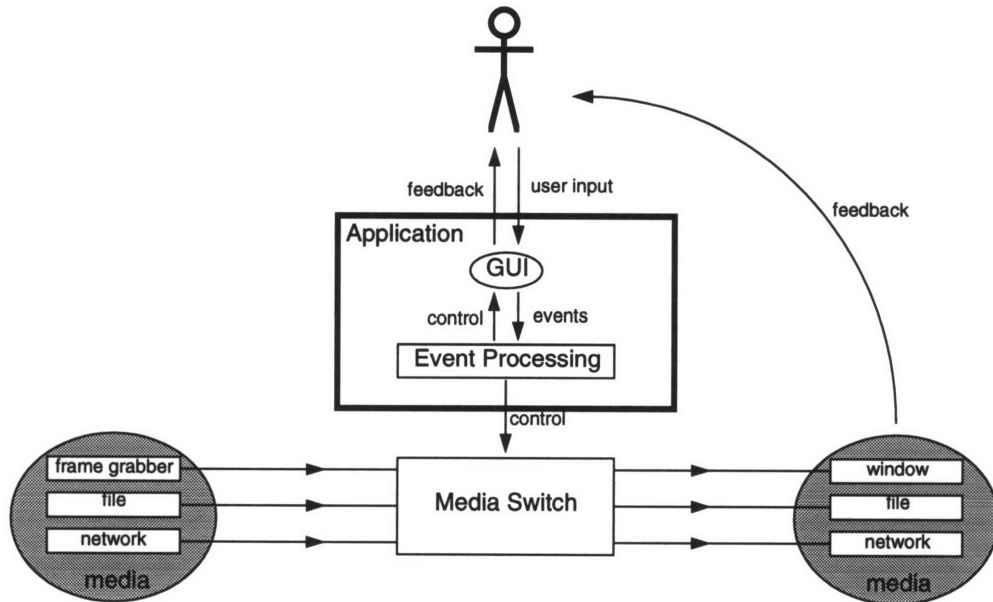 feedback
user input
feedback
Application
GUI
control
events
Event Processing
control
frame grabber
file
network
media
Media Switch
window
file
network
media